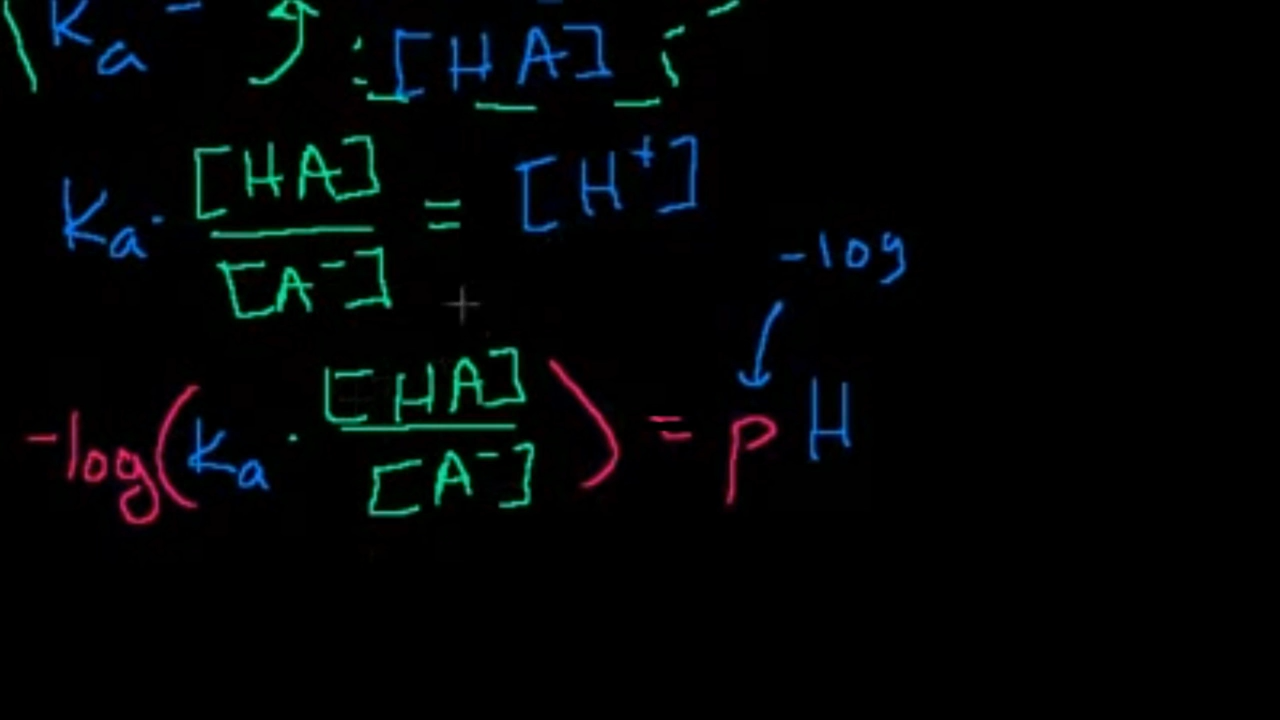 Ka = [HA]
Ka · [HA] / [A⁻] = [H⁺]
-log
-log(Ka · [HA] / [A⁻]) = pH